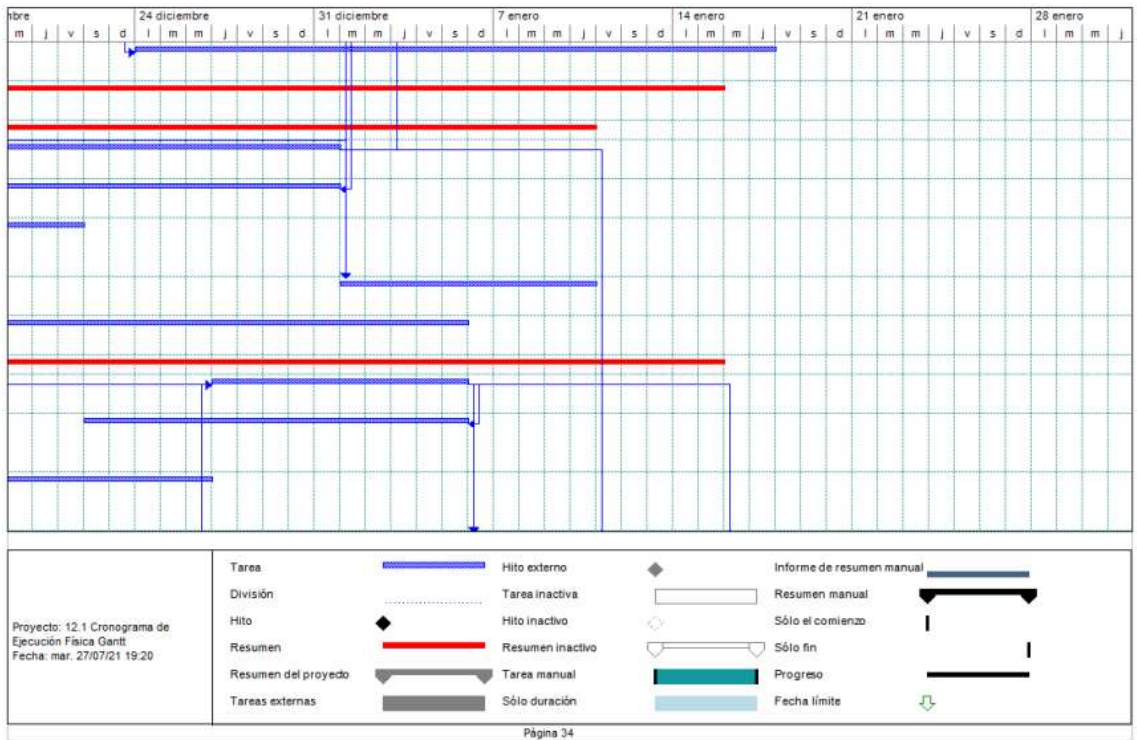 mbre 24 diciembre 31 diciembre 7 enero 14 enero 21 enero 28 enero
m j v s d l m m j v s d l m m j v s d l m m j v s d l m m j v s d l m m j v s d l m m j
Tarea Hito externo Informe de resumen manual
División Tarea inactiva Resumen manual
Hito Hito inactivo Sólo el comienzo
Proyecto: 12.1 Cronograma de
Ejecución Física Gantt
Fecha: mar. 27/07/21 19:20
Resumen Resumen inactivo Sólo fin
Resumen del proyecto Tarea manual Progreso
Tareas externas Sólo duración Fecha límite
Página 34